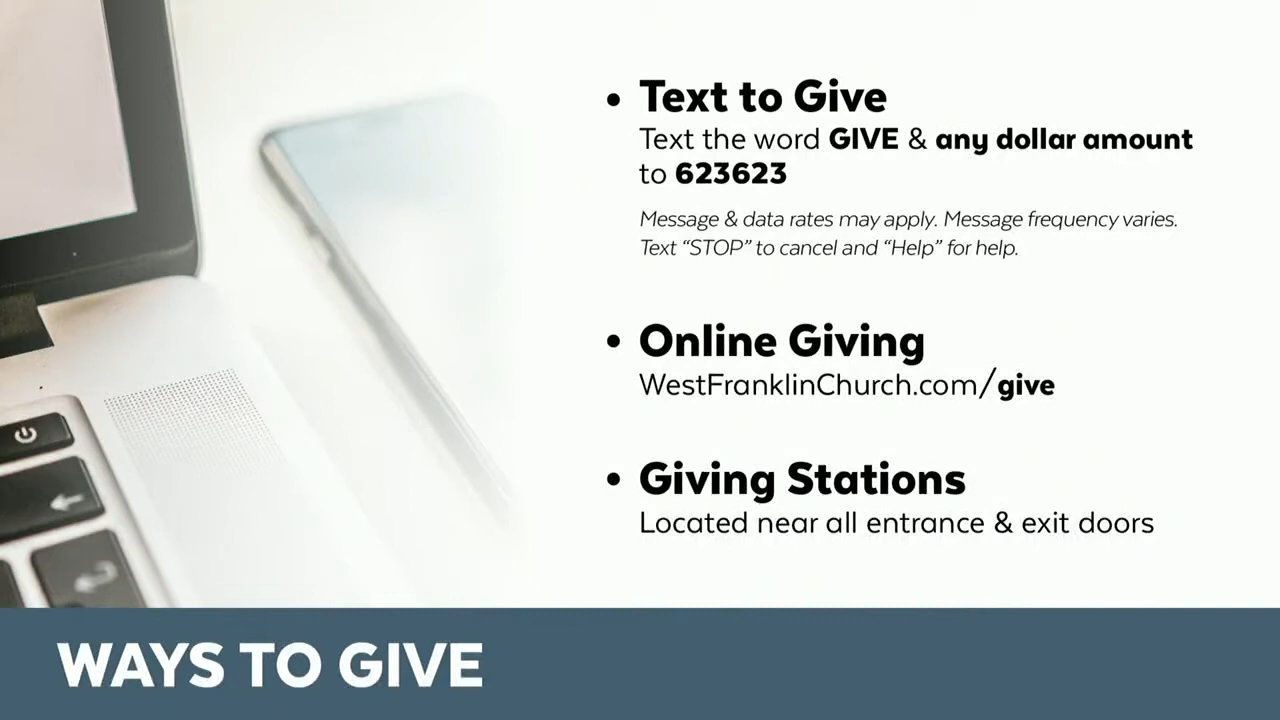 • Text to Give
Text the word GIVE & any dollar amount
to 623623
Message & data rates may apply. Message frequency varies.
Text “STOP” to cancel and “Help” for help.
• Online Giving
WestFranklinChurch.com/give
• Giving Stations
Located near all entrance & exit doors
WAYS TO GIVE